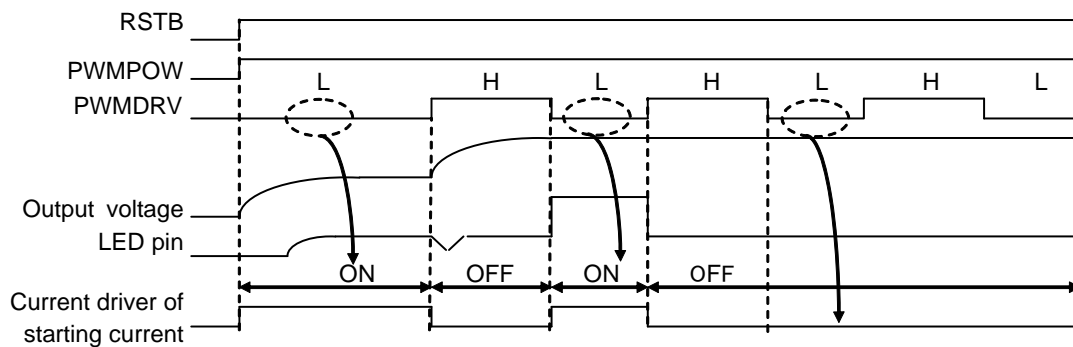 RSTB
PWMPOW
L H L H L H L
PWMDRV
Output voltage
LED pin
ON OFF ON OFF
Current driver of
starting current